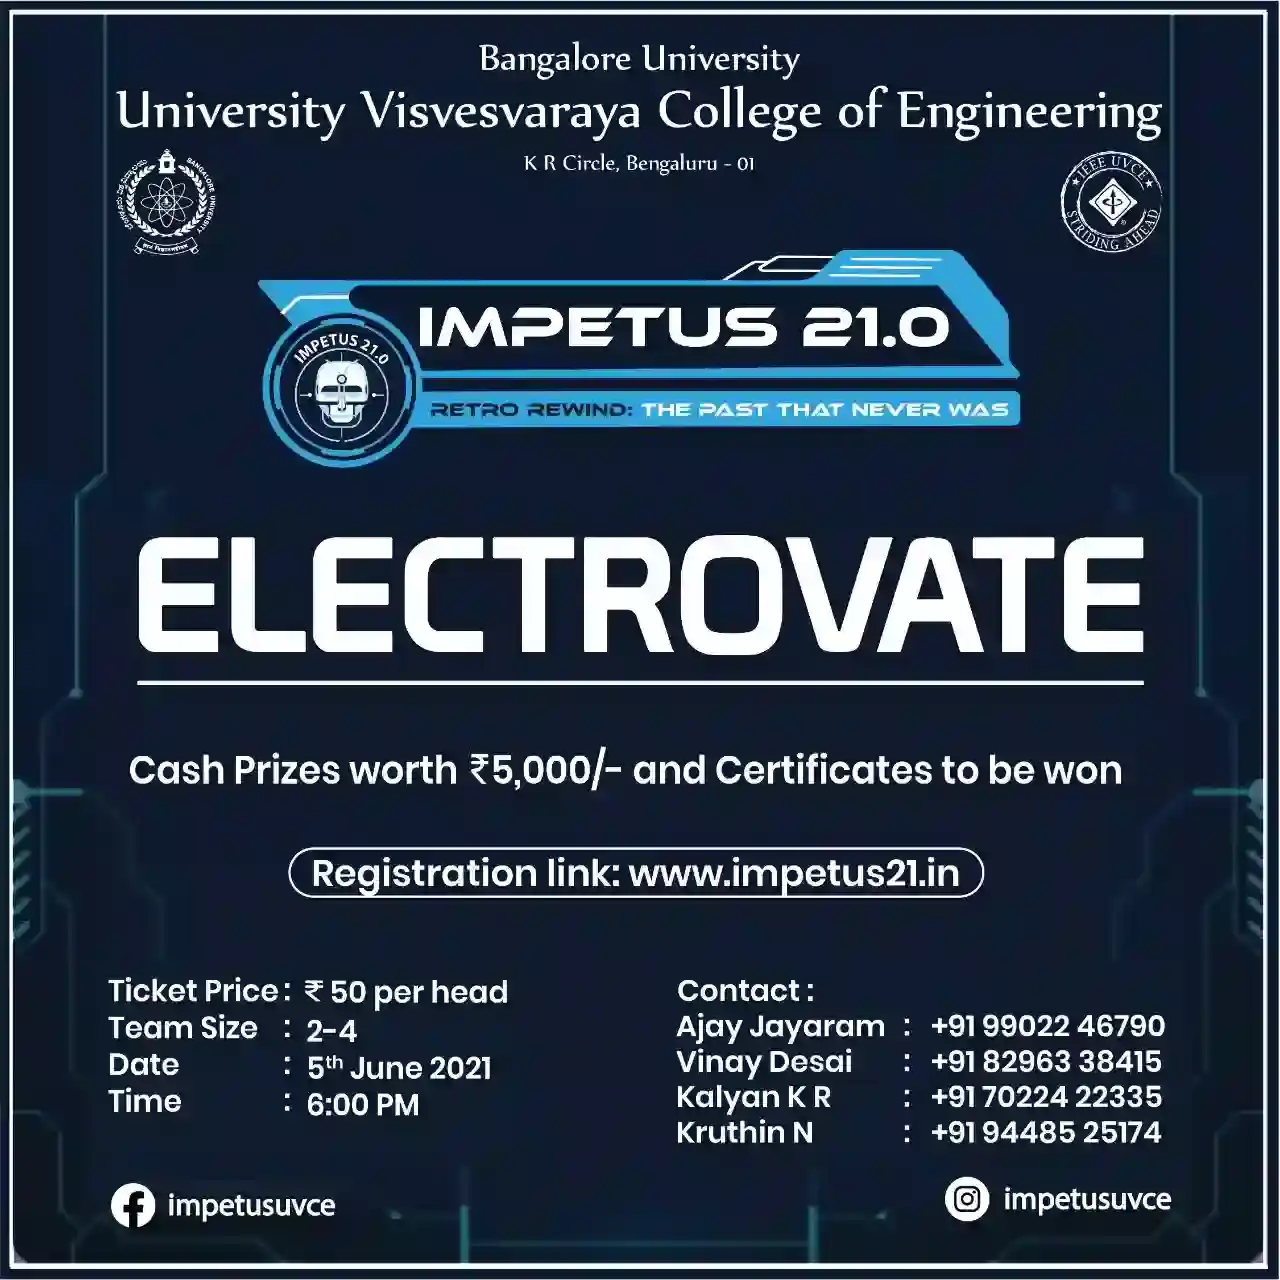 Bangalore University
University Visvesvaraya College of Engineering
K R Circle, Bengaluru - 01
BANGALORE UNIVERSITY
★ IEEE UVCE ★
STRIDING AHEAD
IMPETUS 21.0
IMPETUS 21.0
RETRO REWIND: THE PAST THAT NEVER WAS
ELECTROVATE
Cash Prizes worth ₹5,000/- and Certificates to be won
Registration link: www.impetus21.in
Ticket Price : ₹ 50 per head
Team Size : 2-4
Date : 5th June 2021
Time : 6:00 PM
Contact :
Ajay Jayaram : +91 99022 46790
Vinay Desai : +91 82963 38415
Kalyan K R : +91 70224 22335
Kruthin N : +91 94485 25174
impetusuvce
impetusuvce